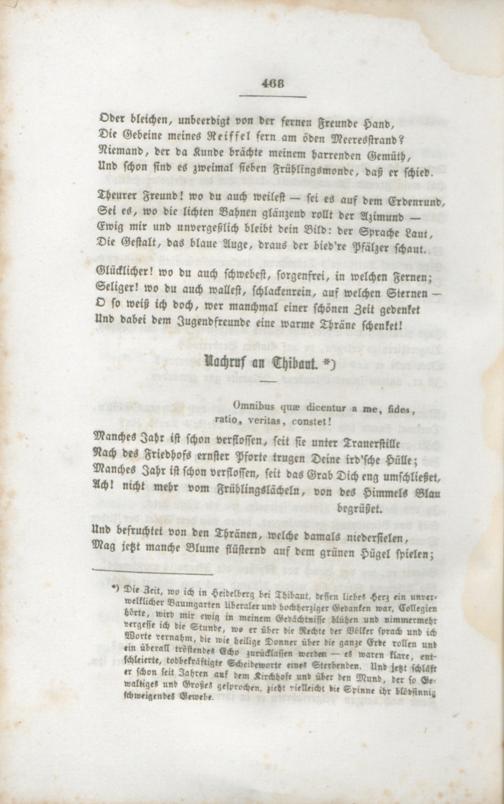 468
Oder bleichen, unbeerdigt von der fernen Freunde Hand,
Die Gebeine meines Reiffel fern am öden Meeresstrand?
Niemand, der da Kunde brächte meinem harrenden Gemüth,
Und schon sind es zweimal sieben Frühlingsmonde, daß er schied.
Theurer Freund! wo du auch weilest — sei es auf dem Erdenrund,
Sei es, wo die lichten Bahnen glänzend rollt der Azimund —
Ewig mir und unvergeßlich bleibt dein Bild: der Sprache Laut,
Die Gestalt, das blaue Auge, draus der bied're Pfälzer schaut.
Glücklicher! wo du auch schwebest, sorgenfrei, in welchen Fernen;
Seliger! wo du auch wallest, schlackenrein, auf welchen Sternen —
O so weiß ich doch, wer manchmal einer schönen Zeit gedenket
Und dabei dem Jugendfreunde eine warme Thräne schenket!
Nachruf an Thibaut. *)
Omnibus quæ dicentur a me, fides,
ratio, veritas, constet!
Manches Jahr ist schon verflossen, seit sie unter Trauerstille
Nach des Friedhofs ernster Pforte trugen Deine ird'sche Hülle;
Manches Jahr ist schon verflossen, seit das Grab Dich eng umschließet,
Ach! nicht mehr vom Frühlingslächeln, von des Himmels Blau
begrüßet.
Und befruchtet von den Thränen, welche damals niederfielen,
Mag jetzt manche Blume flüsternd auf dem grünen Hügel spielen;
*) Die Zeit, wo ich in Heidelberg bei Thibaut, dessen liebes Herz ein unver-
welklicher Baumgarten liberaler und hochherziger Gedanken war, Collegien
hörte, wird mir ewig in meinem Gedächtnisse blühen und nimmermehr
vergesse ich die Stunde, wo er über die Rechte der Völker sprach und ich
Worte vernahm, die wie heilige Donner über die ganze Erde rollen und
ein überall tröstendes Echo zurücklassen werden — es waren klare, ent-
schleierte, todbekräftigte Scheideworte eines Sterbenden. Und jetzt schläft
er schon seit Jahren auf dem Kirchhofe und über den Mund, der so Ge-
waltiges und Großes gesprochen, zieht vielleicht die Spinne ihr blödsinnig
schweigendes Gewebe.